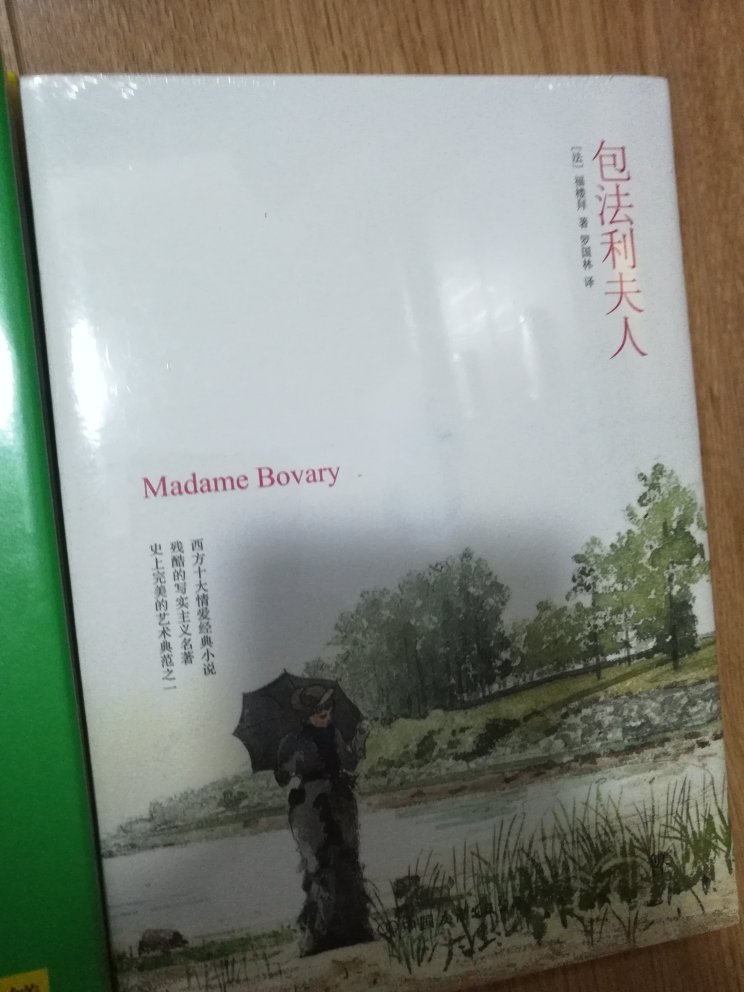 包法利夫人
[法] 福楼拜 著 罗国林 译
Madame Bovary
西方十大情爱经典小说
残酷的写实主义名著
史上完美的艺术典范之一